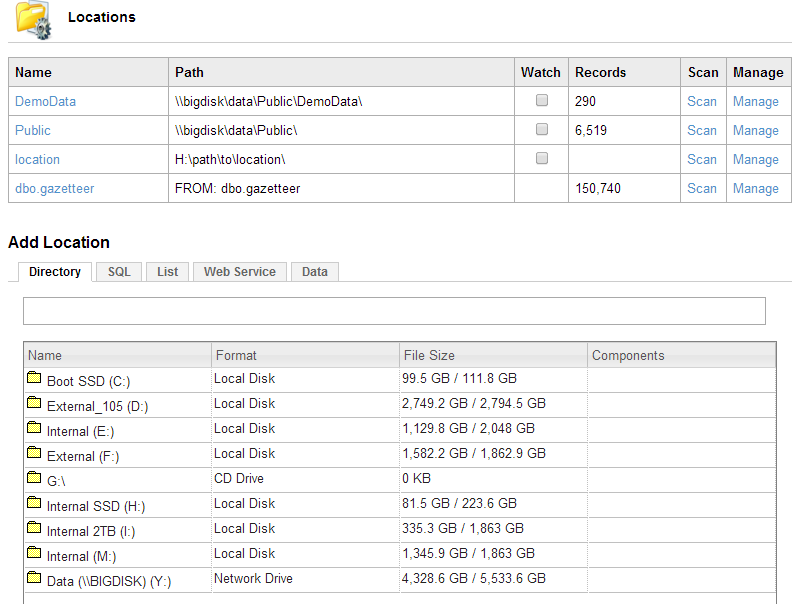 Locations
Name Path Watch Records Scan Manage
DemoData \\bigdisk\data\Public\DemoData\ 290 Scan Manage
Public \\bigdisk\data\Public\ 6,519 Scan Manage
location H:\path\to\location\ Scan Manage
dbo.gazetteer FROM: dbo.gazetteer 150,740 Scan Manage
Add Location
Directory SQL List Web Service Data
Name Format File Size Components
Boot SSD (C:) Local Disk 99.5 GB / 111.8 GB
External_105 (D:) Local Disk 2,749.2 GB / 2,794.5 GB
Internal (E:) Local Disk 1,129.8 GB / 2,048 GB
External (F:) Local Disk 1,582.2 GB / 1,862.9 GB
G:\ CD Drive 0 KB
Internal SSD (H:) Local Disk 81.5 GB / 223.6 GB
Internal 2TB (I:) Local Disk 335.3 GB / 1,863 GB
Internal (M:) Local Disk 1,345.9 GB / 1,863 GB
Data (\\BIGDISK) (Y:) Network Drive 4,328.6 GB / 5,533.6 GB